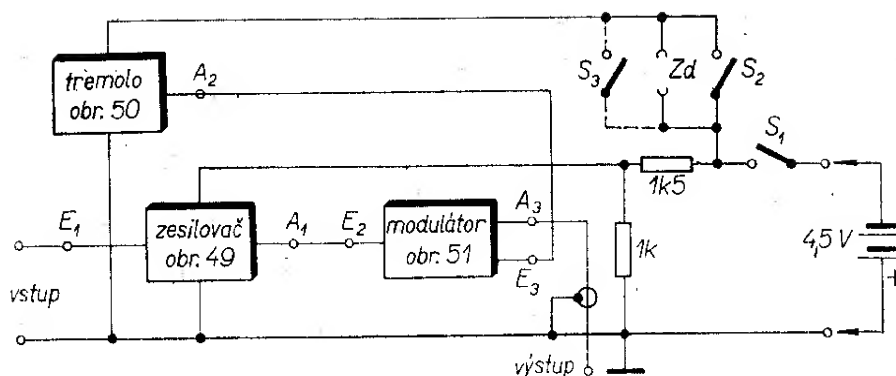 tremolo
obr. 50
A2
S3
Zd
S2
S1
1k5
E1
zesilovač
obr. 49
A1
E2
modulátor
obr. 51
A3
E3
1k
4,5 V
+
vstup
výstup